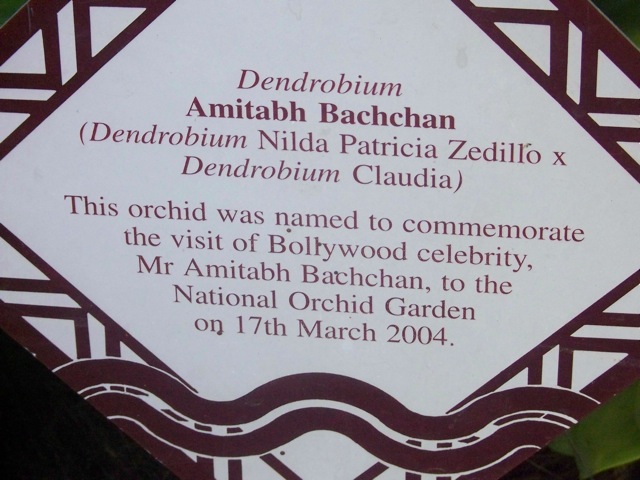 Dendrobium
Amitabh Bachchan
(Dendrobium Nilda Patricia Zedillo x
Dendrobium Claudia)
This orchid was named to commemorate
the visit of Bollywood celebrity,
Mr Amitabh Bachchan, to the
National Orchid Garden
on 17th March 2004.